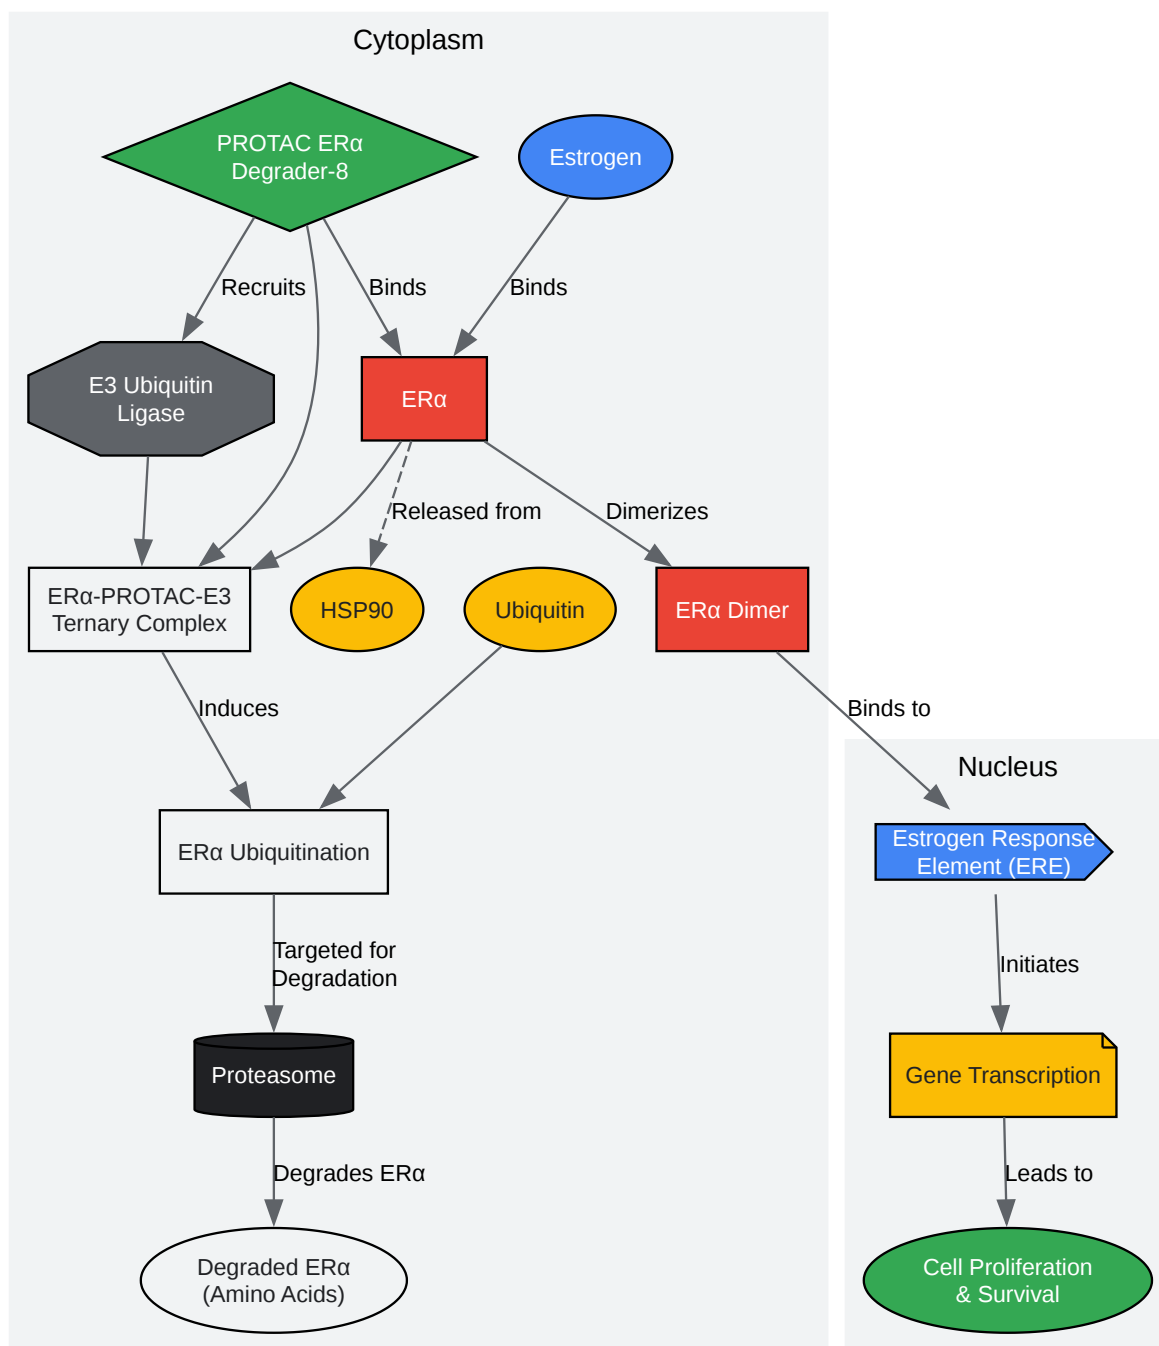 Cytoplasm
PROTAC ERα
Degrader-8
Estrogen
Recruits
Binds
Binds
E3 Ubiquitin
Ligase
ERα
Released from
Dimerizes
ERα-PROTAC-E3
Ternary Complex
HSP90
Ubiquitin
ERα Dimer
Induces
Binds to
Nucleus
Estrogen Response
Element (ERE)
ERα Ubiquitination
Targeted for
Degradation
Initiates
Proteasome
Gene Transcription
Degrades ERα
Leads to
Degraded ERα
(Amino Acids)
Cell Proliferation
& Survival